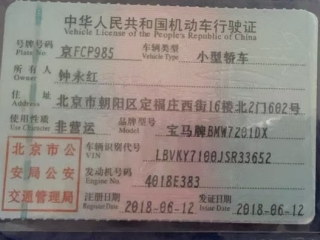 中华人民共和国机动车行驶证
Vehicle License of the People's Republic of China
号牌号码 京FCP985 车辆类型 小型轿车
Plate No. Vehicle Type
所有人 钟永红
Owner
住址 北京市朝阳区定福庄西街16楼北2门1602号
Address
使用性质 非营运 品牌型号 宝马牌BMW7201DX
Use Character Model
北京市公
安局公安
交通管理局
车辆识别代号 LBVKY7100JSR33652
VIN
发动机号码 4018E383
Engine No.
注册日期 2018-06-12 发证日期 2018-06-12
Register Date Issue Date